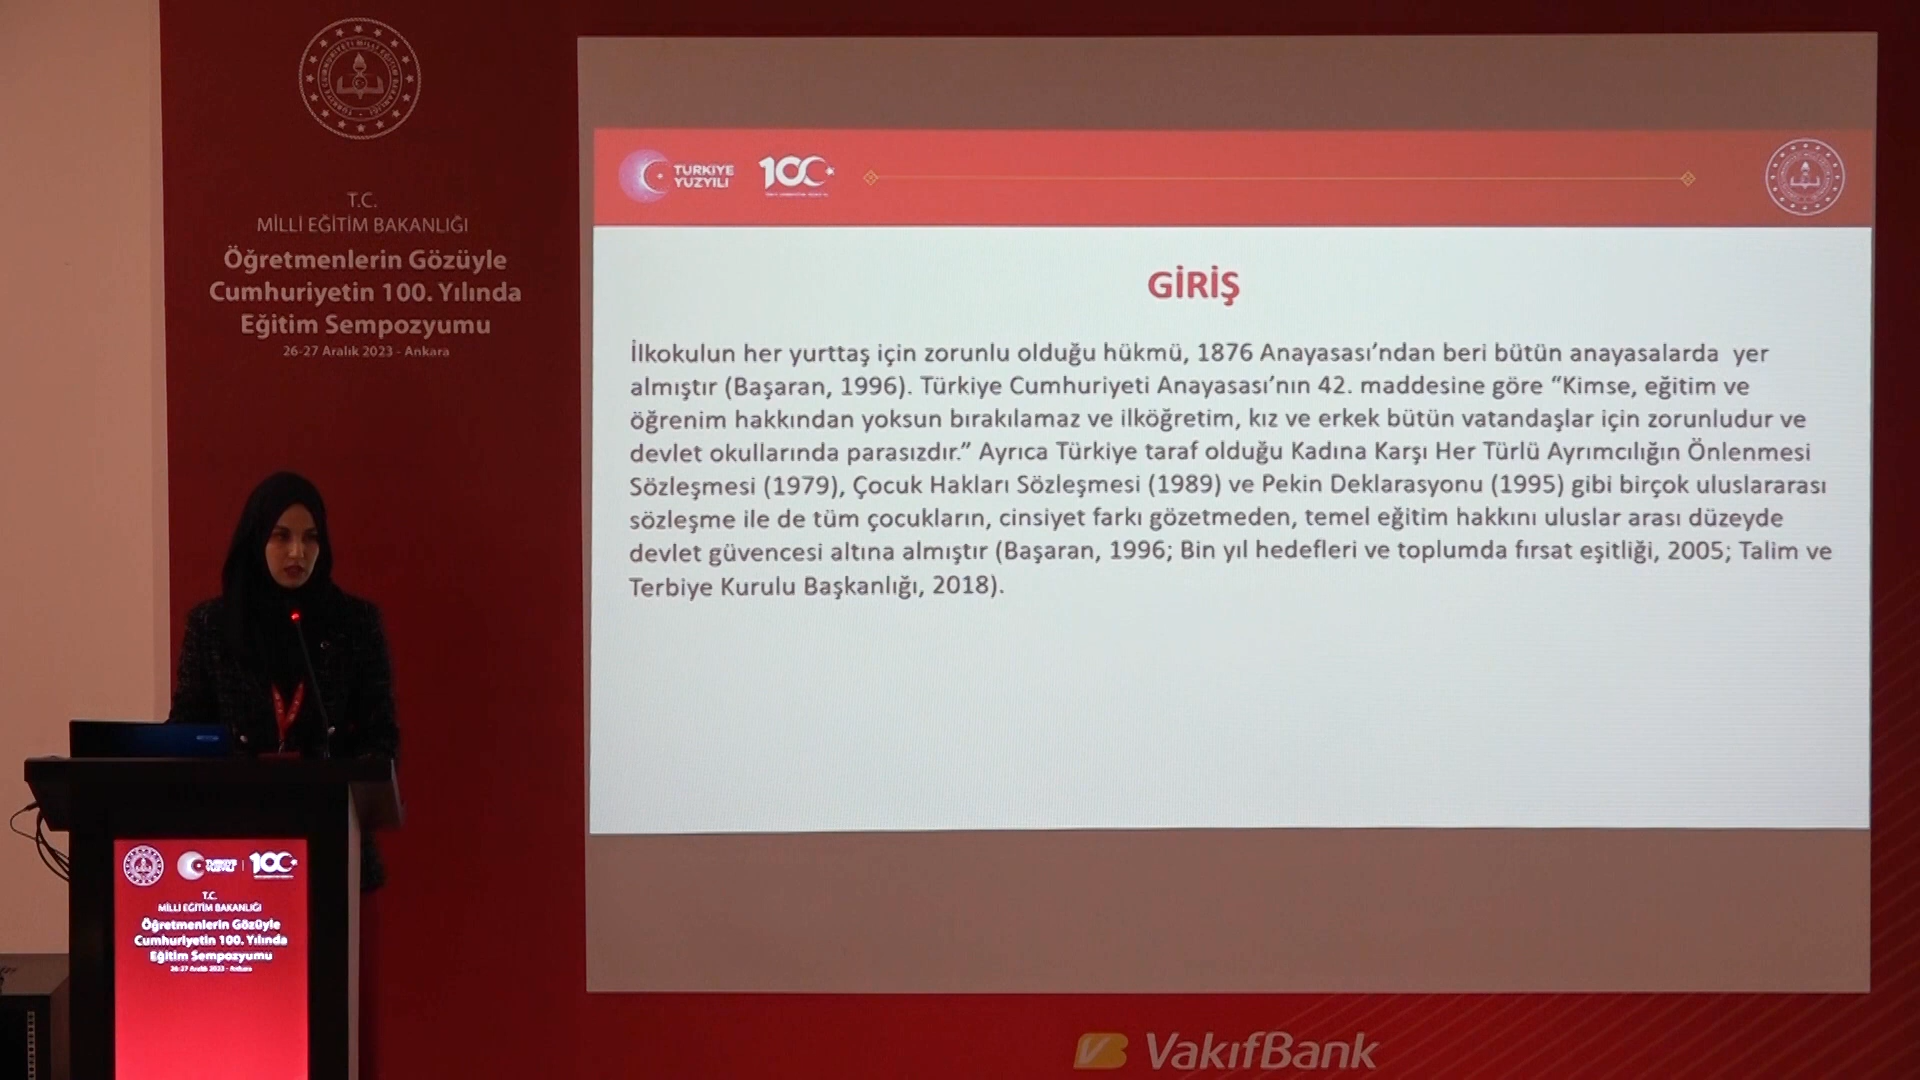 T.C.
MİLLİ EĞİTİM BAKANLIĞI
Öğretmenlerin Gözüyle
Cumhuriyetin 100. Yılında
Eğitim Sempozyumu
26-27 Aralık 2023 - Ankara
TÜRKİYE
YÜZYILI
100
GİRİŞ
İlkokulun her yurttaş için zorunlu olduğu hükmü, 1876 Anayasası’ndan beri bütün anayasalarda yer
almıştır (Başaran, 1996). Türkiye Cumhuriyeti Anayasası’nın 42. maddesine göre “Kimse, eğitim ve
öğrenim hakkından yoksun bırakılamaz ve ilköğretim, kız ve erkek bütün vatandaşlar için zorunludur ve
devlet okullarında parasızdır.” Ayrıca Türkiye taraf olduğu Kadına Karşı Her Türlü Ayrımcılığın Önlenmesi
Sözleşmesi (1979), Çocuk Hakları Sözleşmesi (1989) ve Pekin Deklarasyonu (1995) gibi birçok uluslararası
sözleşme ile de tüm çocukların, cinsiyet farkı gözetmeden, temel eğitim hakkını uluslar arası düzeyde
devlet güvencesi altına almıştır (Başaran, 1996; Bin yıl hedefleri ve toplumda fırsat eşitliği, 2005; Talim ve
Terbiye Kurulu Başkanlığı, 2018).
TÜRKİYE
YÜZYILI
100
T.C.
MİLLİ EĞİTİM BAKANLIĞI
Öğretmenlerin Gözüyle
Cumhuriyetin 100. Yılında
Eğitim Sempozyumu
26-27 Aralık 2023 - Ankara
VakıfBank